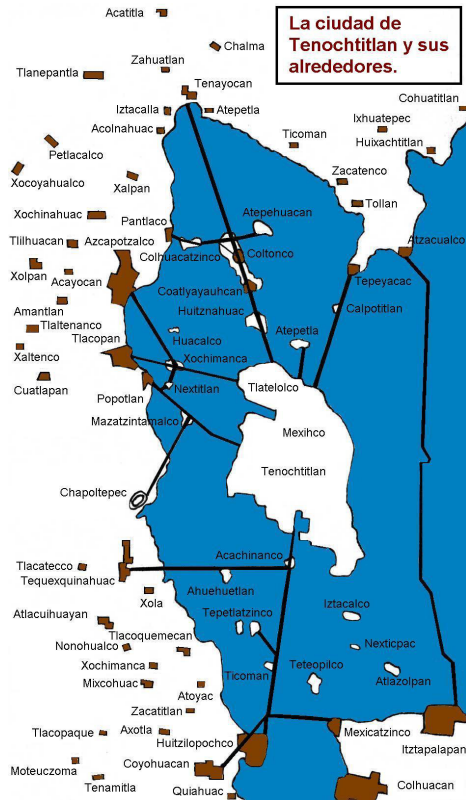 Acatitla
La ciudad de
Tenochtitlan y sus
alrededores.
Chalma
Zahuatlan
Tlanepantla
Tenayocan
Cohuatitlan
Iztacalla
Atepetla
Ixhuatepec
Acolnahuac
Ticoman
Huixachtitlan
Petlacalco
Zacatenco
Xocoyahualco
Xalpan
Tollan
Xochinahuac
Pantlaco
Atepehuacan
Tlilhuacan
Azcapotzalco
Atzacualco
Colhuacatzinco
Coltonco
Xolpan
Acayocan
Tepeyacac
Coatlyayauhcan
Amantlan
Huitznahuac
Calpotitlan
Tlaltenanco
Atepetla
Tlacopan
Huacalco
Xaltenco
Xochimanca
Cuatlapan
Nextitlan
Tlatelolco
Popotlan
Mazatzintamalco
Mexihco
Tenochtitlan
Chapoltepec
Acachinanco
Tlacatecco
Tequexquinahuac
Ahuehuetlan
Xola
Tepetlatzinco
Iztacalco
Atlacuihuayan
Tlacoquemecan
Nonohualco
Nexticpac
Xochimanca
Ticoman
Teteopilco
Atlazolpan
Mixcohuac
Atoyac
Zacatitlan
Tlacopaque
Axotla
Mexicatzinco
Huitzilopochco
Itztapalapan
Moteuczoma
Coyohuacan
Tenamitla
Quiahuac
Colhuacan